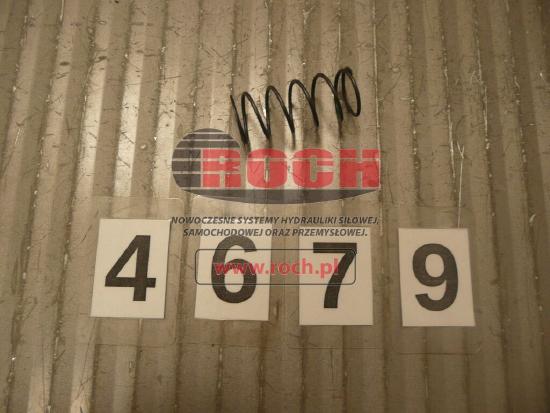 ROCH
NOWOCZESNE SYSTEMY HYDRAULIKI SIŁOWEJ,
SAMOCHODOWEJ ORAZ PRZEMYSŁOWEJ.
4 6 7 9
www.roch.pl